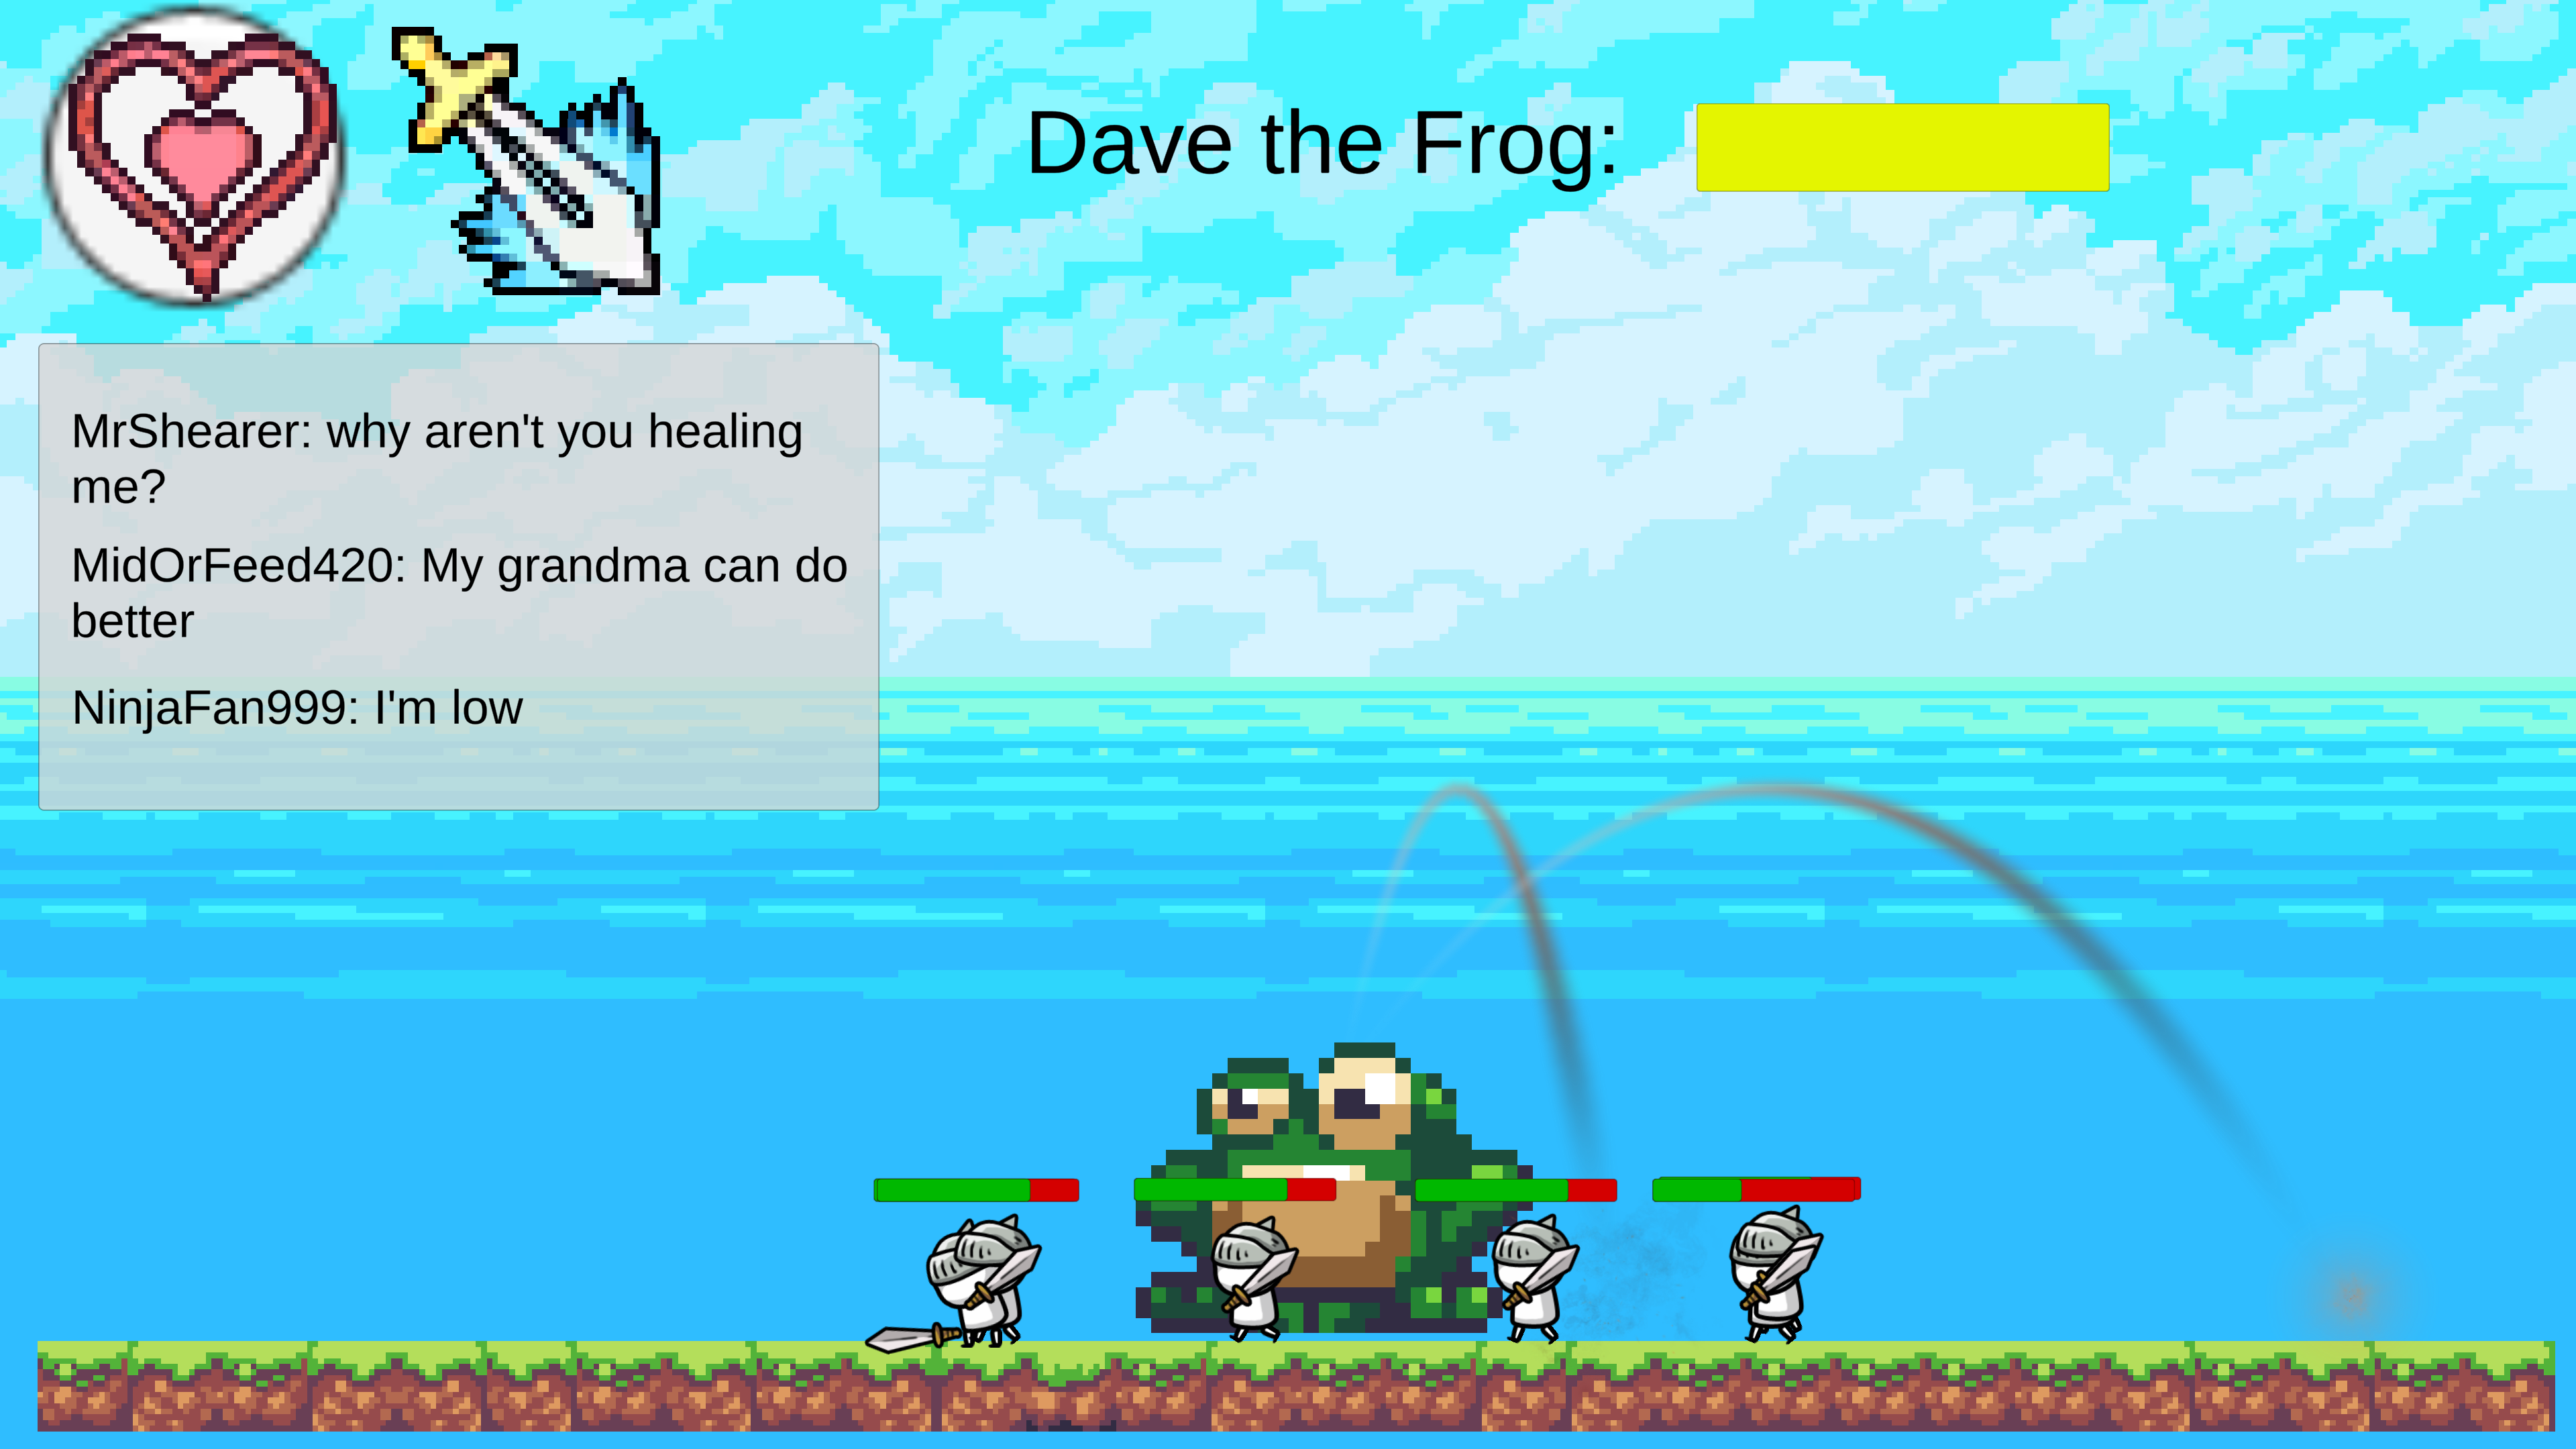 Dave the Frog:
MrShearer: why aren't you healing
me?
MidOrFeed420: My grandma can do
better
NinjaFan999: I'm low